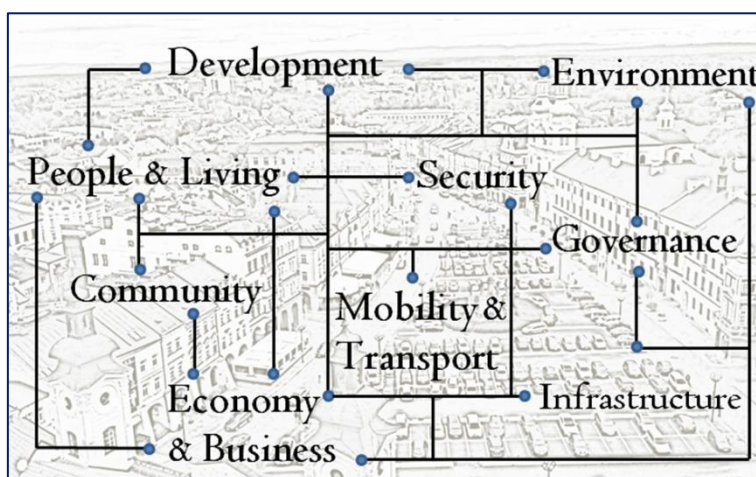 Development
Environment
People & Living
Security
Governance
Community
Mobility &
Transport
Economy
& Business
Infrastructure